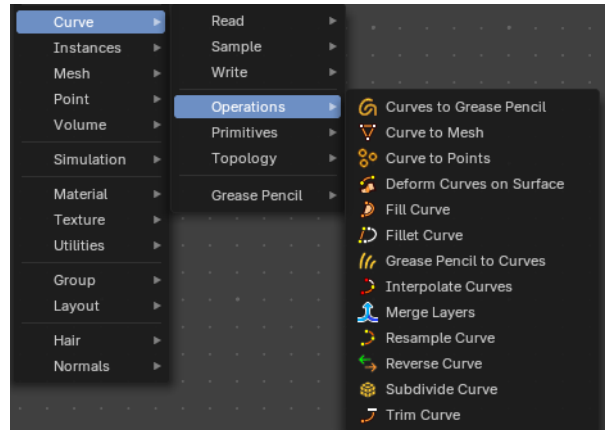 Curve
Instances
Mesh
Point
Volume
Simulation
Material
Texture
Utilities
Group
Layout
Hair
Normals
Read
Sample
Write
Operations
Primitives
Topology
Grease Pencil
Curves to Grease Pencil
Curve to Mesh
Curve to Points
Deform Curves on Surface
Fill Curve
Fillet Curve
Grease Pencil to Curves
Interpolate Curves
Merge Layers
Resample Curve
Reverse Curve
Subdivide Curve
Trim Curve